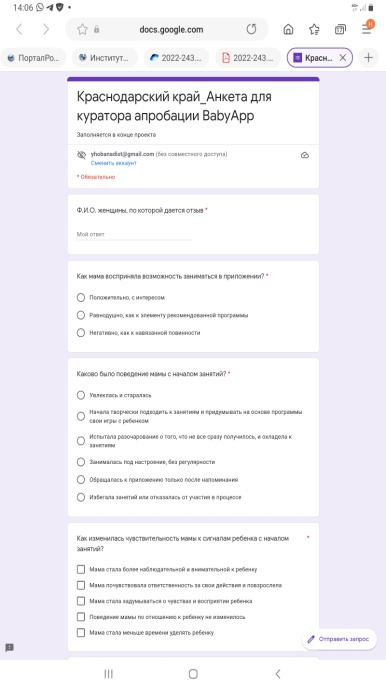 14:06
docs.google.com
ПорталРо...
Институт...
2022-243...
2022-243...
Красн...
Краснодарский край_Анкета для
куратора апробации BabyApp
Заполняется в конце проекта
yhobanadist@gmail.com (без совместного доступа)
Сменить аккаунт
* Обязательно
Ф.И.О. женщины, по которой дается отзыв *
Мой ответ
Как мама восприняла возможность заниматься в приложении? *
Положительно, с интересом
Равнодушно, как к элементу рекомендованной программы
Негативно, как к навязанной повинности
Каково было поведение мамы с началом занятий? *
Увлеклась и старалась
Начала творчески подходить к занятиям и придумывать на основе программы
свои игры с ребенком
Испытала разочарование о того, что не все сразу получилось, и охладела к
занятиям
Занималась под настроение, без регулярности
Обращалась к приложению только после напоминания
Избегала занятий или отказалась от участия в процессе
Как изменилась чувствительность мамы к сигналам ребенка с началом *
занятий?
Мама стала более наблюдательной и внимательной к ребенку
Мама почувствовала ответственность за свои действия и повзрослела
Мама стала задумываться о чувствах и восприятии ребенка
Поведение мамы по отношению к ребенку не изменилось
Мама стала меньше времени уделять ребенку
Отправить запрос